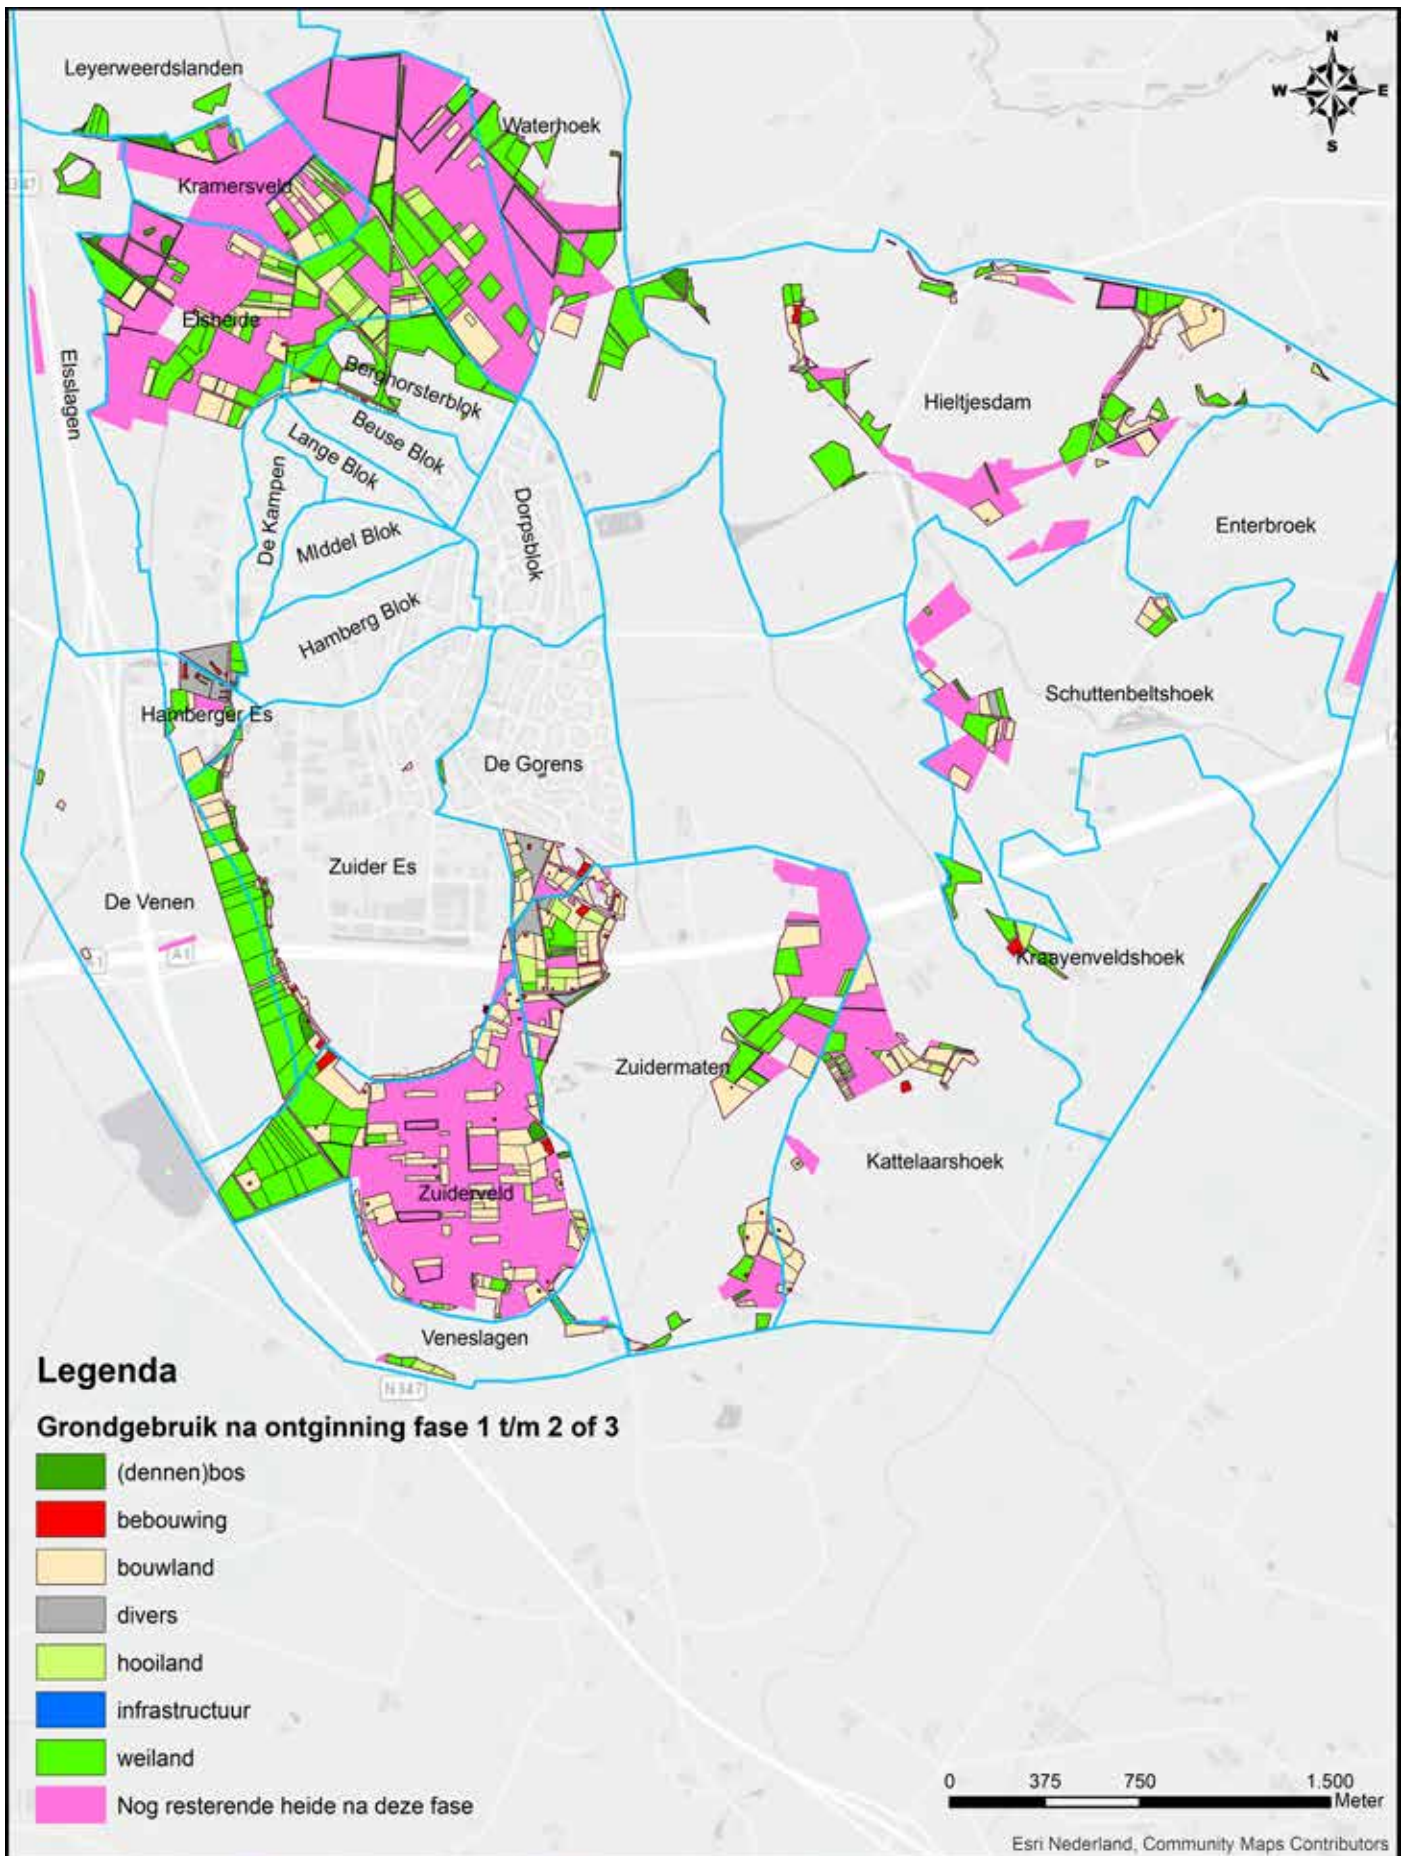 N
W E
S
Leyerweerdslanden
Waterhoek
Kramersveld
347
Elsheide
Elsslagen
Berghorsterblok
Beuse Blok
Lange Blok
De Kampen
MIddel Blok
Dorpsblok
Hamberg Blok
Hieltjesdam
Enterbroek
Schuttenbeltshoek
Hamberger Es
De Gorens
Zuider Es
De Venen
A1
Kraayenveldshoek
Zuidermaten
Kattelaarshoek
Zuiderveld
Veneslagen
N 347
Legenda
Grondgebruik na ontginning fase 1 t/m 2 of 3
(dennen)bos
bebouwing
bouwland
divers
hooiland
infrastructuur
weiland
Nog resterende heide na deze fase
0 375 750 1.500
Meter
Esri Nederland, Community Maps Contributors